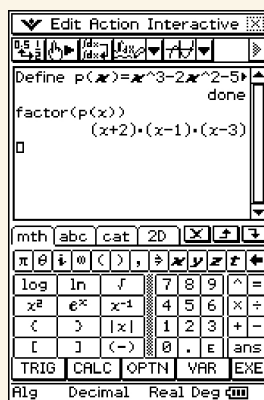 Edit Action Interactive
Define p(x)=x^3-2x^2-5
done
factor(p(x))
(x+2)·(x-1)·(x-3)
mth abc cat 2D
π θ i ∞ ( ) , ⇒ x y z t ←
log ln √ 7 8 9 ^ =
x² eˣ x⁻¹ 4 5 6 × ÷
( ) |x| 1 2 3 + -
[ ] (-) 0 . E ans
TRIG CALC OPTN VAR EXE
Alg Decimal Real Deg